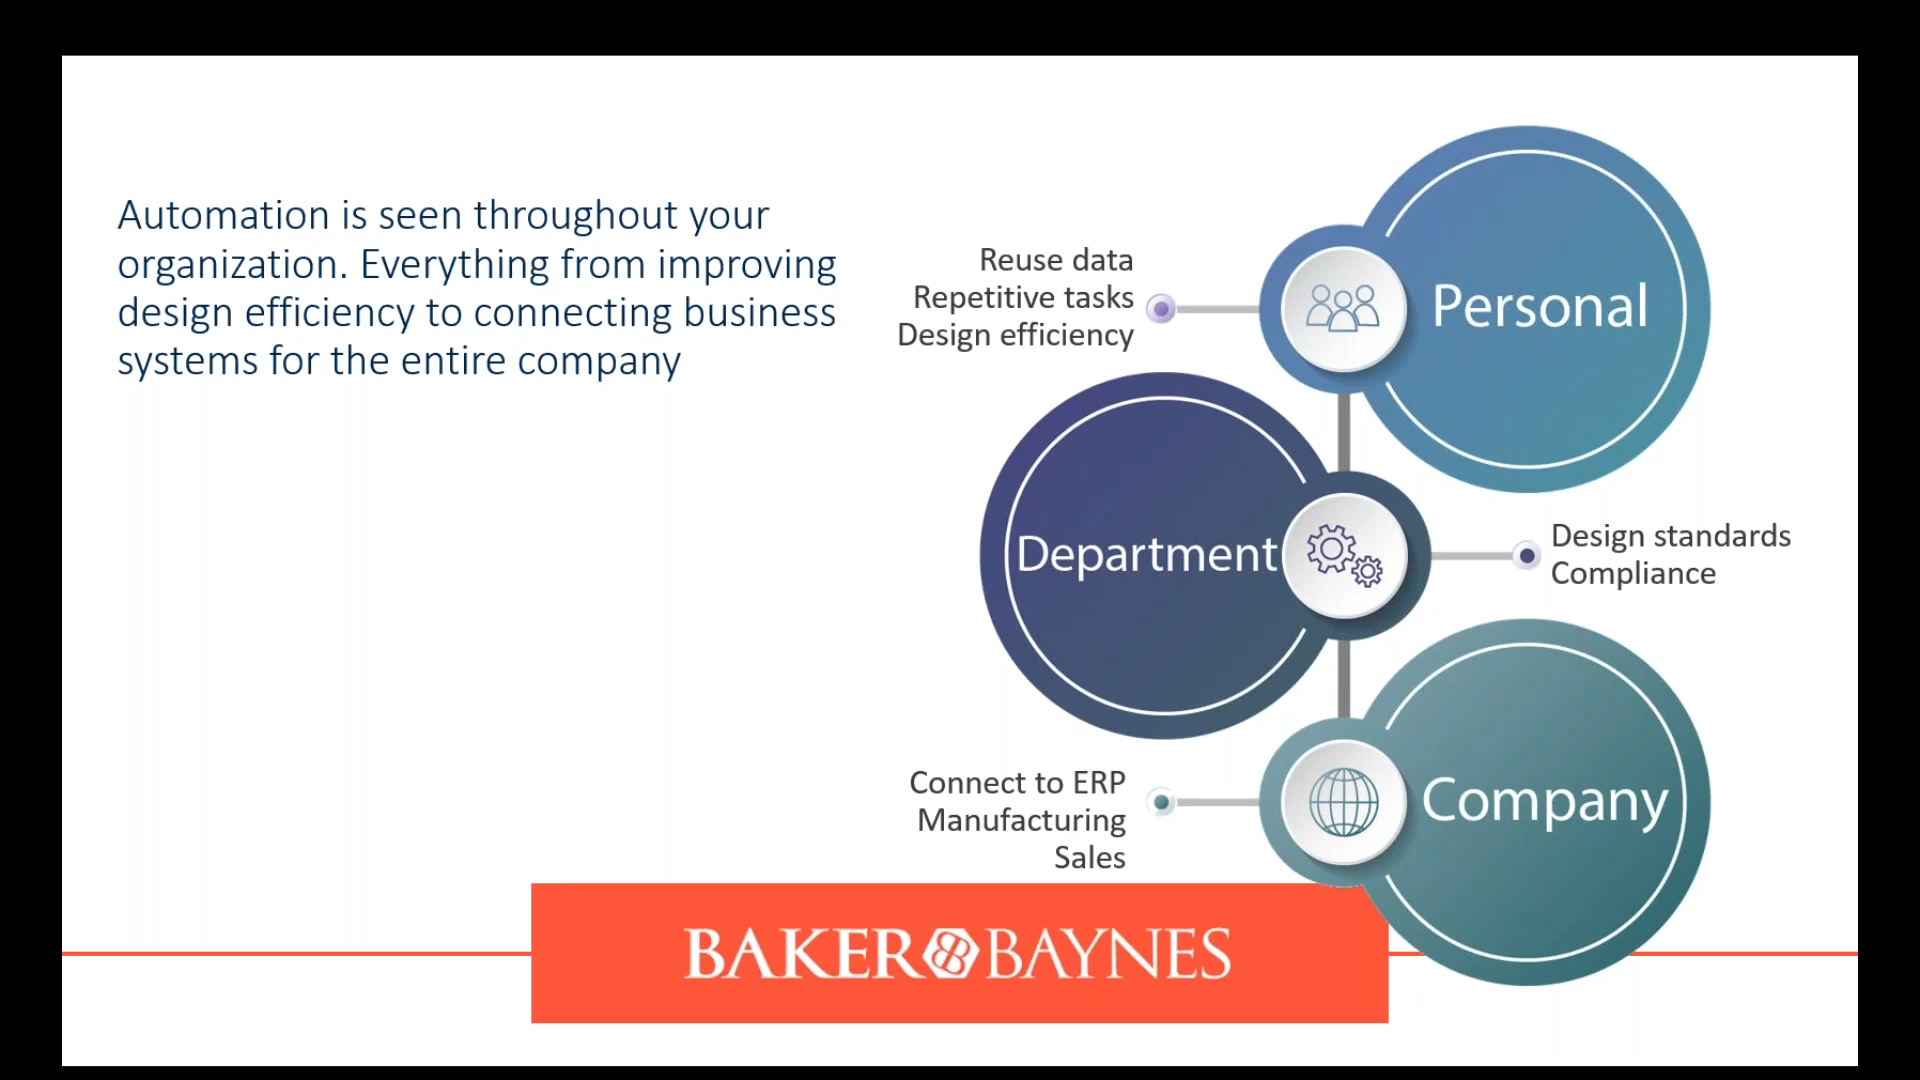 Automation is seen throughout your
organization. Everything from improving
design efficiency to connecting business
systems for the entire company
Reuse data
Repetitive tasks
Design efficiency
Personal
Department
Design standards
Compliance
Connect to ERP
Manufacturing
Sales
Company
BAKER BAYNES